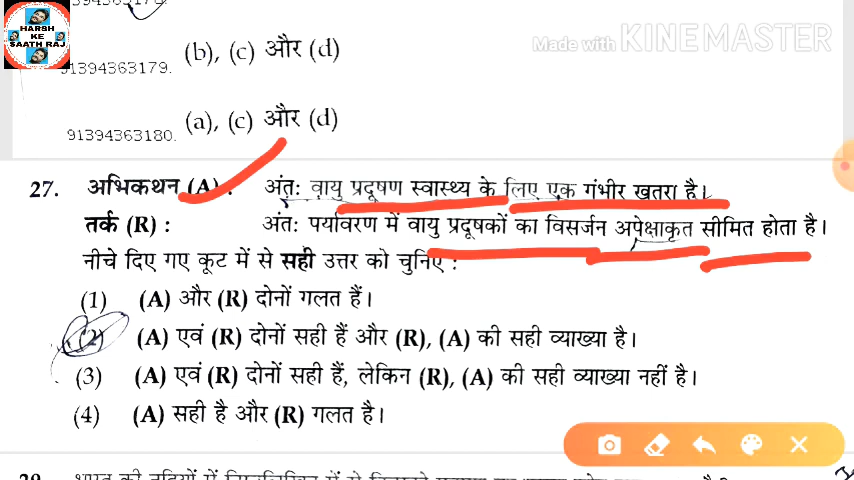 HARSH
KE
SAATH RAJ
Made with KINEMASTER
91394363179. (b), (c) और (d)
91394363180. (a), (c) और (d)
27. अभिकथन (A) : अंतः वायु प्रदूषण स्वास्थ्य के लिए एक गंभीर खतरा है।
तर्क (R) : अंतः पर्यावरण में वायु प्रदूषकों का विसर्जन अपेक्षाकृत सीमित होता है।
नीचे दिए गए कूट में से सही उत्तर को चुनिए :
(1) (A) और (R) दोनों गलत हैं।
(2) (A) एवं (R) दोनों सही हैं और (R), (A) की सही व्याख्या है।
(3) (A) एवं (R) दोनों सही हैं, लेकिन (R), (A) की सही व्याख्या नहीं है।
(4) (A) सही है और (R) गलत है।